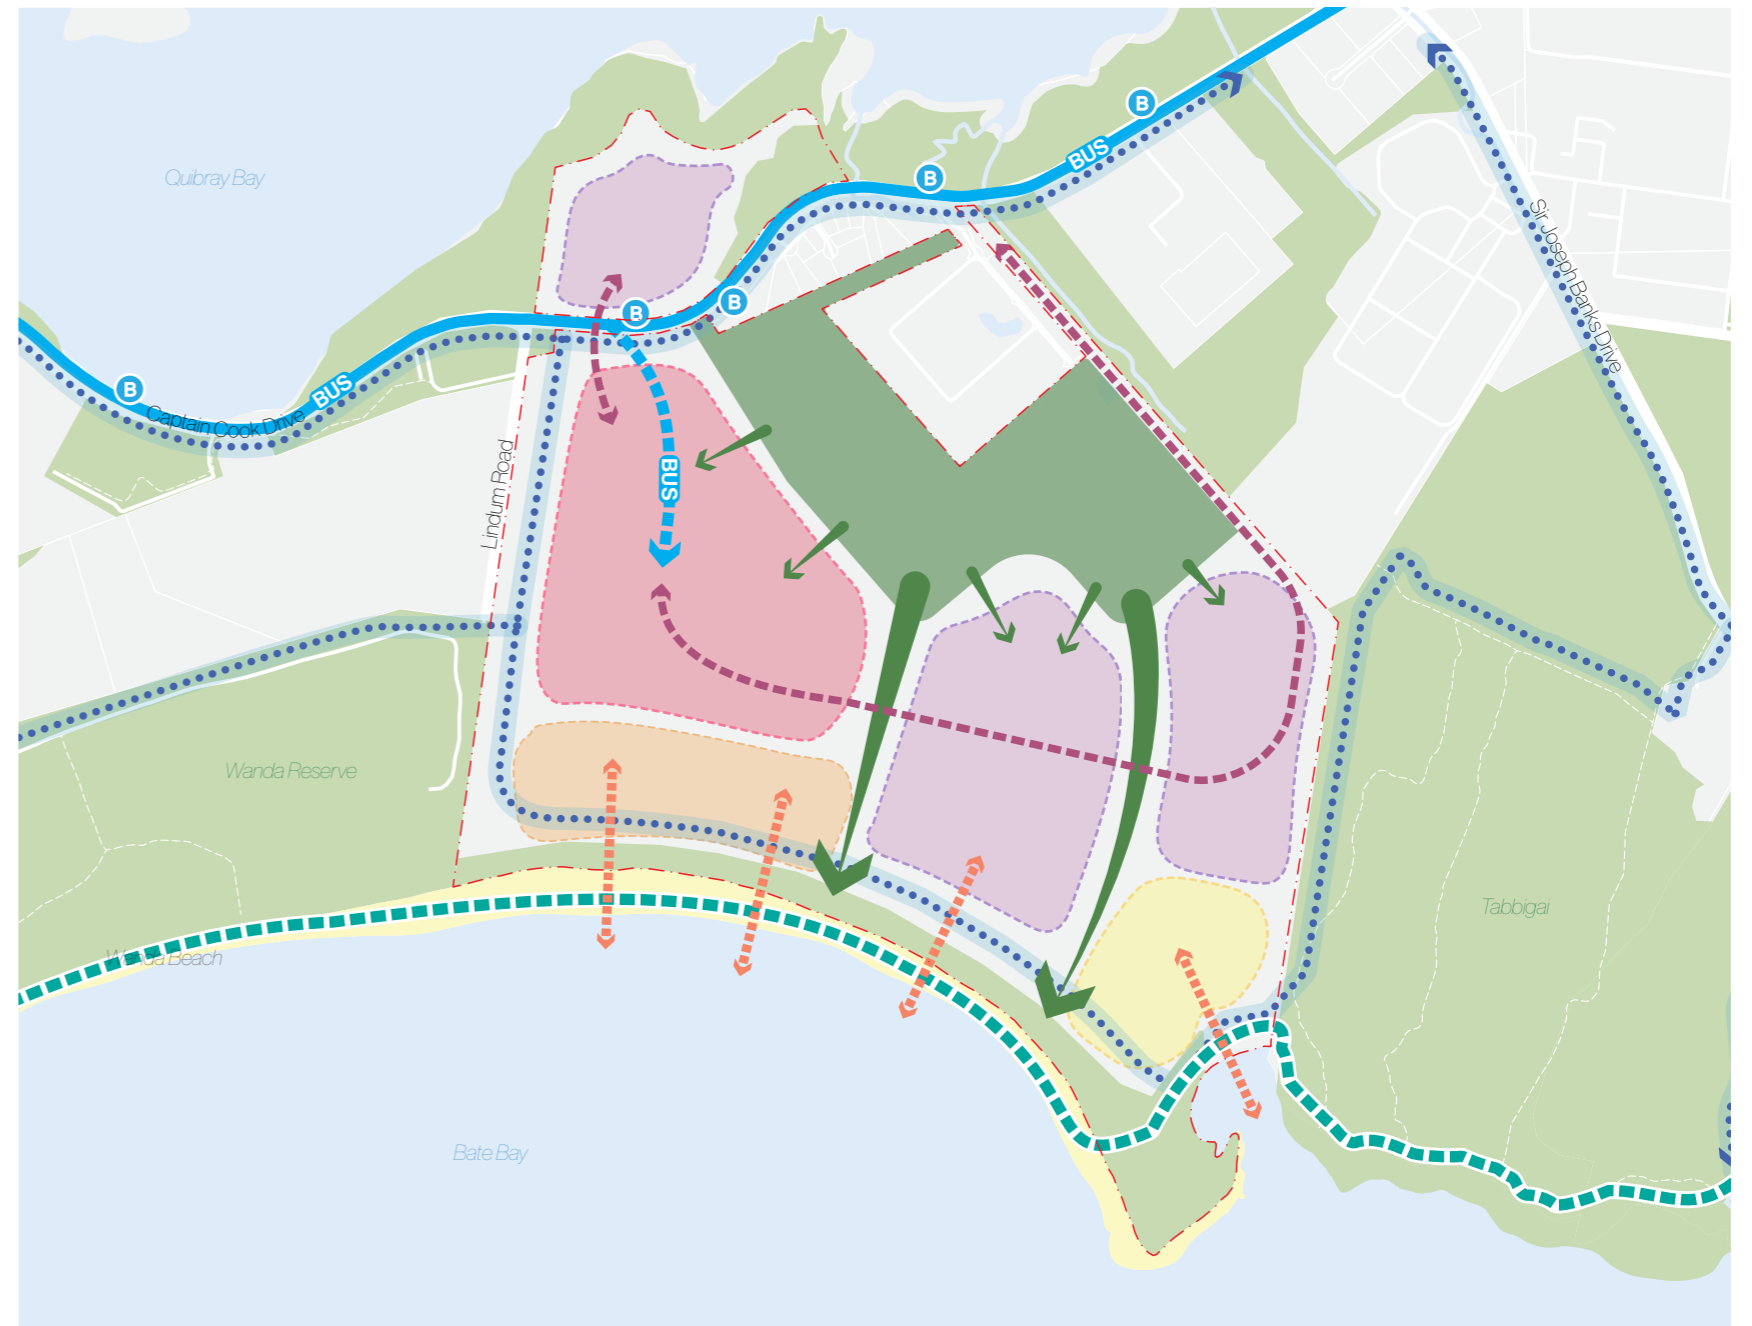 B
BUS
Quibray Bay
B
Sir Joseph Banks Drive
B
B
B
BUS
Captain Cook Drive
Lindum Road
BUS
Wanda Reserve
Tabbigai
Wanda Beach
Bate Bay